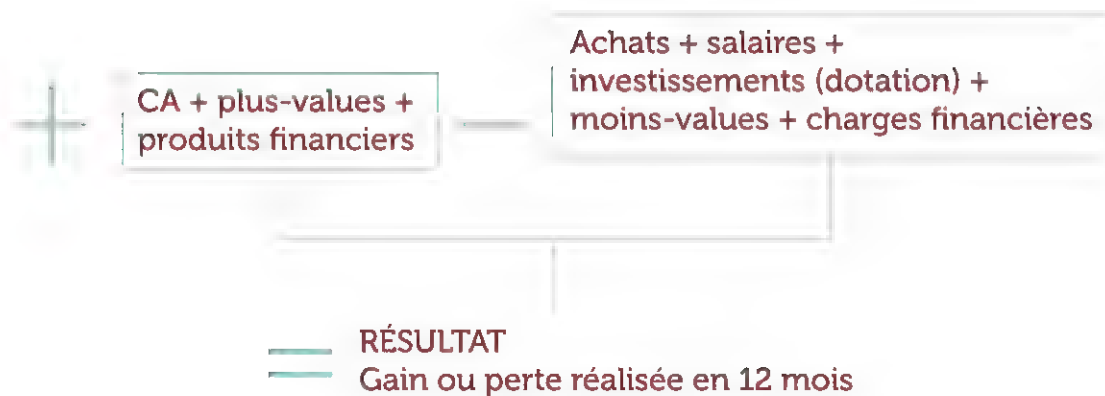 CA + plus-values +
produits financiers
Achats + salaires +
investissements (dotation) +
moins-values + charges financières
RÉSULTAT
Gain ou perte réalisée en 12 mois